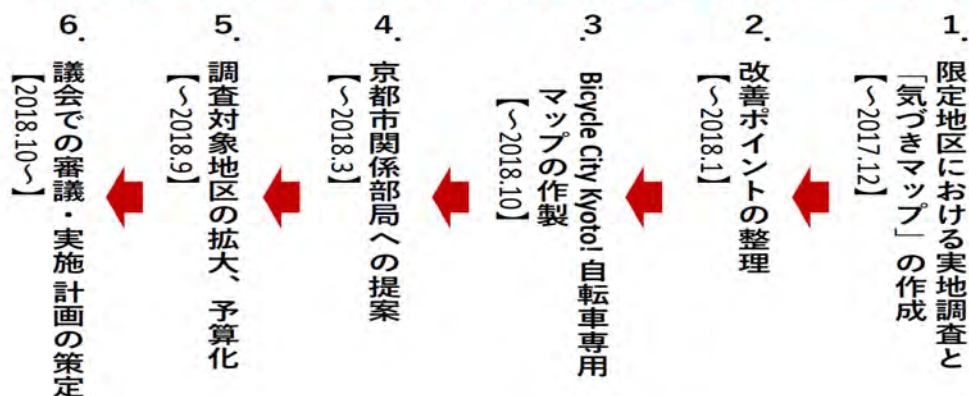 1.
限定地区における実地調査と
「気づきマップ」の作成
【～2017.12】
2.
改善ポイントの整理
【～2018.1】
3.
Bicycle City Kyoto! 自転車専用
マップの作製
【～2018.10】
4.
京都市関係部局への提案
【～2018.3】
5.
調査対象地区の拡大、予算化
【～2018.9】
6.
議会での審議・実施計画の策定
【2018.10～】